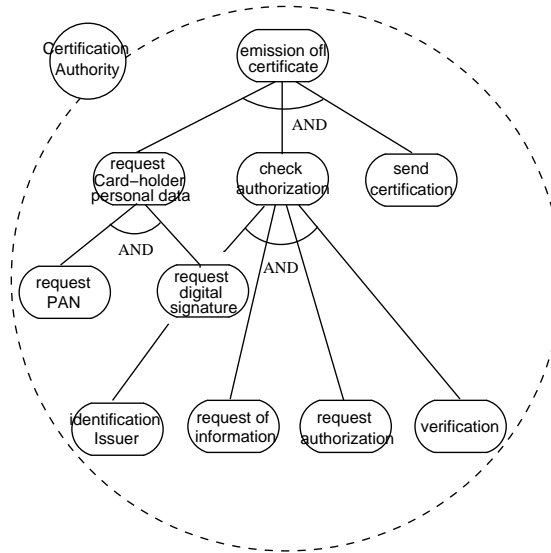 Certification
Authority
emission of
certificate
AND
request
Card-holder
personal data
check
authorization
send
certification
AND
AND
request
PAN
request
digital
signature
identification
Issuer
request of
information
request
authorization
verification